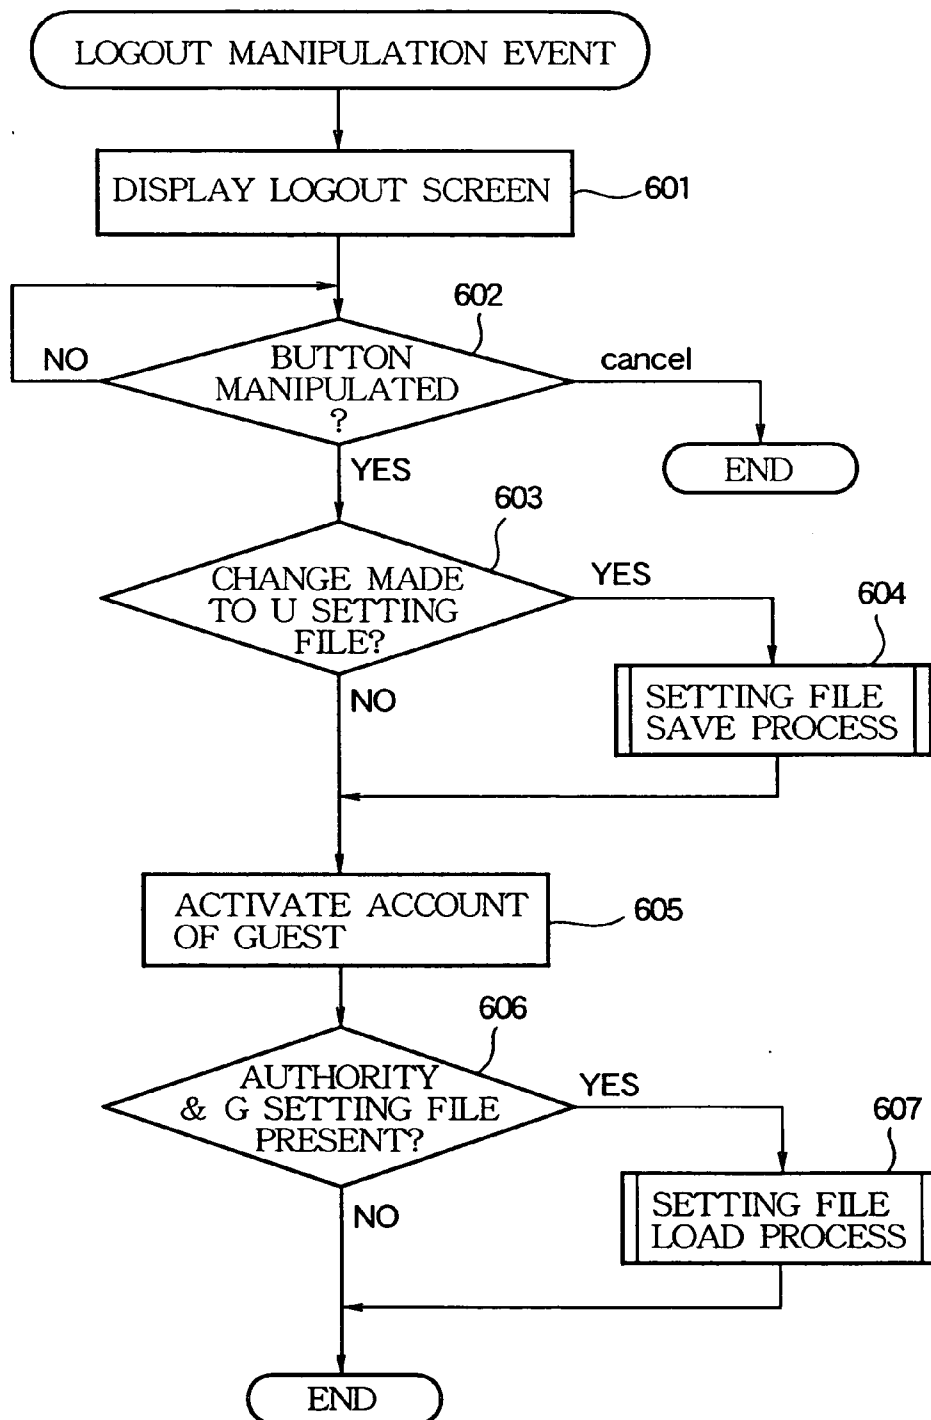 LOGOUT MANIPULATION EVENT
DISPLAY LOGOUT SCREEN
601
602
BUTTON
MANIPULATED
?
NO
cancel
END
YES
603
CHANGE MADE
TO U SETTING
FILE?
YES
604
SETTING FILE
SAVE PROCESS
NO
ACTIVATE ACCOUNT
OF GUEST
605
606
AUTHORITY
& G SETTING FILE
PRESENT?
YES
607
SETTING FILE
LOAD PROCESS
NO
END